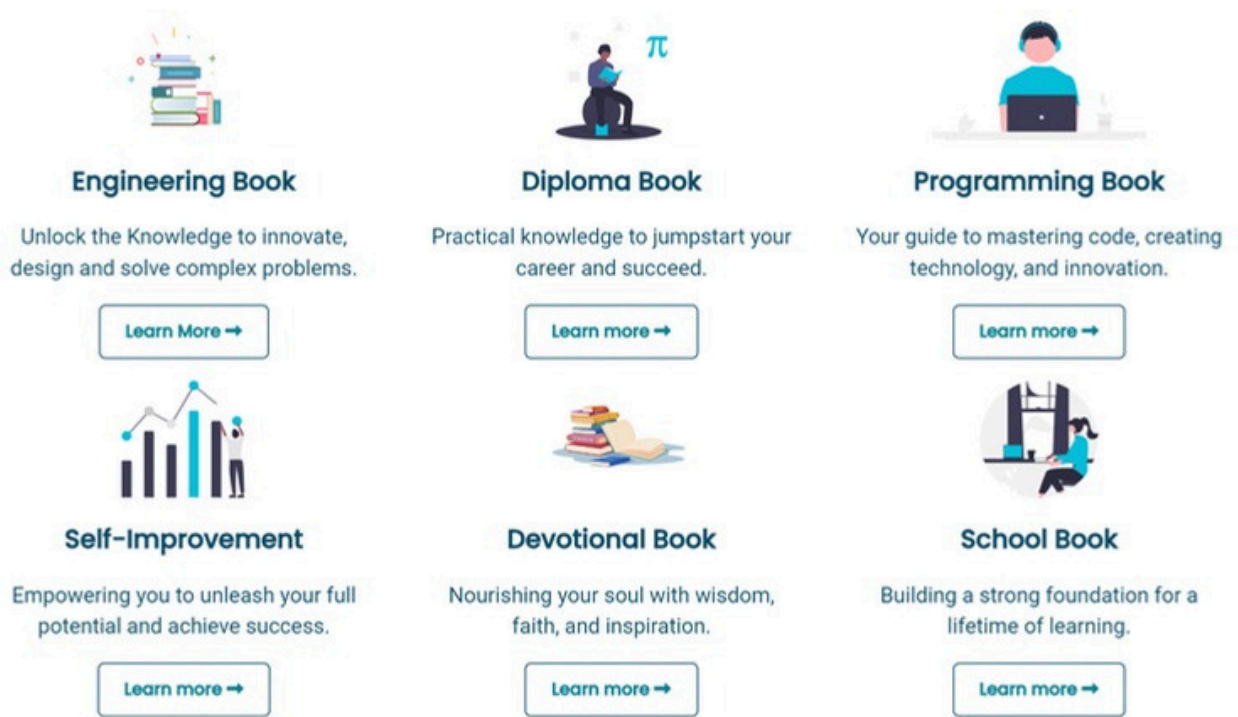 π
Engineering Book
Unlock the Knowledge to innovate,
design and solve complex problems.
Learn More →
Diploma Book
Practical knowledge to jumpstart your
career and succeed.
Learn more →
Programming Book
Your guide to mastering code, creating
technology, and innovation.
Learn more →
Self-Improvement
Empowering you to unleash your full
potential and achieve success.
Learn more →
Devotional Book
Nourishing your soul with wisdom,
faith, and inspiration.
Learn more →
School Book
Building a strong foundation for a
lifetime of learning.
Learn more →